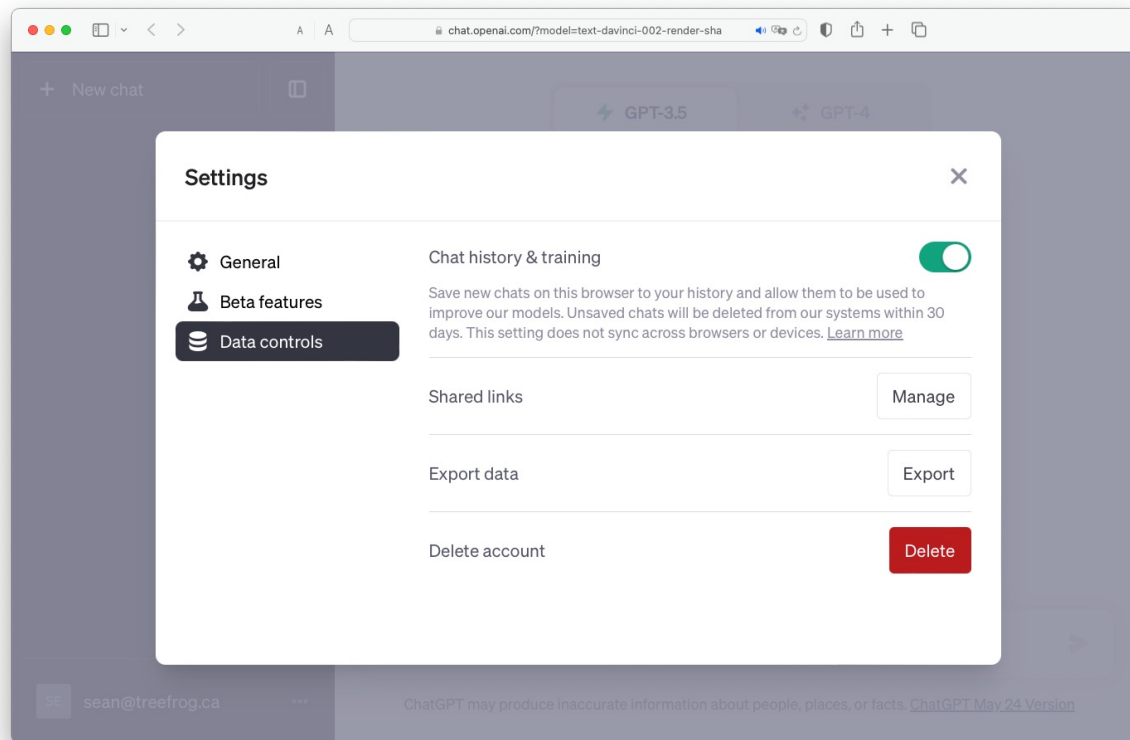 A A chat.openai.com/?model=text-davinci-002-render-sha
+ New chat
GPT-3.5 GPT-4
Settings
General
Beta features
Data controls
Chat history & training
Save new chats on this browser to your history and allow them to be used to
improve our models. Unsaved chats will be deleted from our systems within 30
days. This setting does not sync across browsers or devices. Learn more
Shared links Manage
Export data Export
Delete account Delete
SE sean@treefrog.ca
ChatGPT may produce inaccurate information about people, places, or facts. ChatGPT May 24 Version